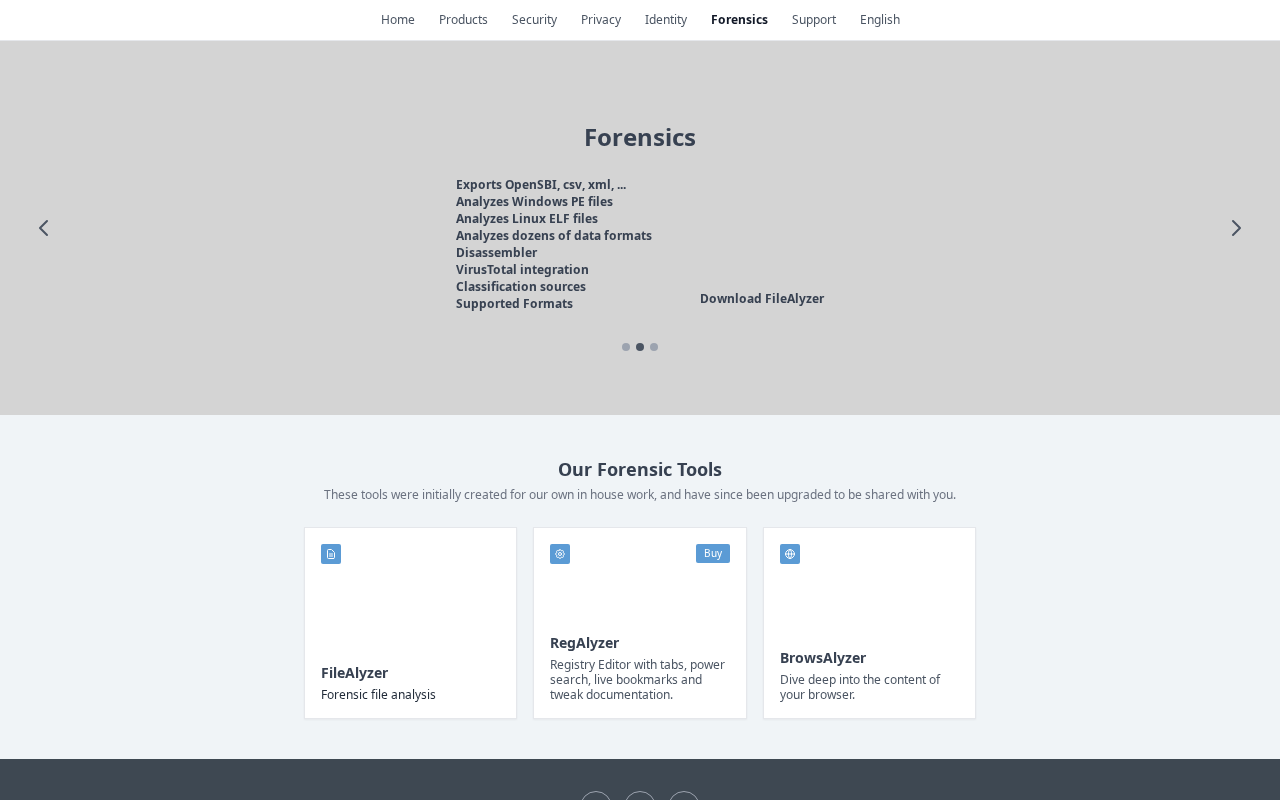 Home Products Security Privacy Identity Forensics Support English
Forensics
Exports OpenSBI, csv, xml, ...
Analyzes Windows PE files
Analyzes Linux ELF files
Analyzes dozens of data formats
Disassembler
VirusTotal integration
Classification sources
Supported Formats
Download FileAlyzer
Our Forensic Tools
These tools were initially created for our own in house work, and have since been upgraded to be shared with you.
FileAlyzer
Forensic file analysis
Buy
RegAlyzer
Registry Editor with tabs, power
search, live bookmarks and
tweak documentation.
BrowsAlyzer
Dive deep into the content of
your browser.